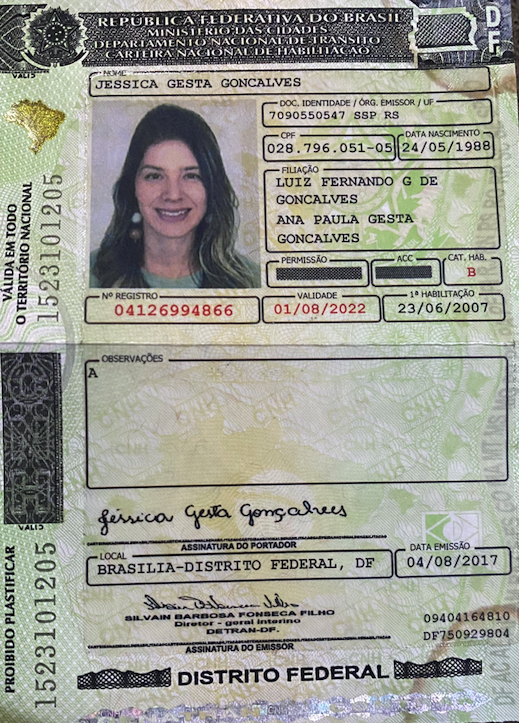 REPÚBLICA FEDERATIVA DO BRASIL
MINISTÉRIO DAS CIDADES
DEPARTAMENTO NACIONAL DE TRÂNSITO
CARTEIRA NACIONAL DE HABILITAÇÃO
DF
VALIS
NOME
JESSICA GESTA GONCALVES
DOC. IDENTIDADE / ÓRG. EMISSOR / UF
7090550547 SSP RS
CPF
028.796.051-05
DATA NASCIMENTO
24/05/1988
FILIAÇÃO
LUIZ FERNANDO G DE
GONCALVES
ANA PAULA GESTA
GONCALVES
PERMISSÃO
ACC
CAT. HAB.
B
Nº REGISTRO
04126994866
VALIDADE
01/08/2022
1ª HABILITAÇÃO
23/06/2007
VÁLIDA EM TODO
O TERRITÓRIO NACIONAL
1523101205
OBSERVAÇÕES
A
VALIS
Jéssica Gesta Gonçalves
ASSINATURA DO PORTADOR
LOCAL
BRASILIA-DISTRITO FEDERAL, DF
DATA EMISSÃO
04/08/2017
SILVAIN BARBOSA FONSECA FILHO
Diretor - geral interino
DETRAN-DF.
09404164810
DF750929804
ASSINATURA DO EMISSOR
PROIBIDO PLASTIFICAR
1523101205
DISTRITO FEDERAL